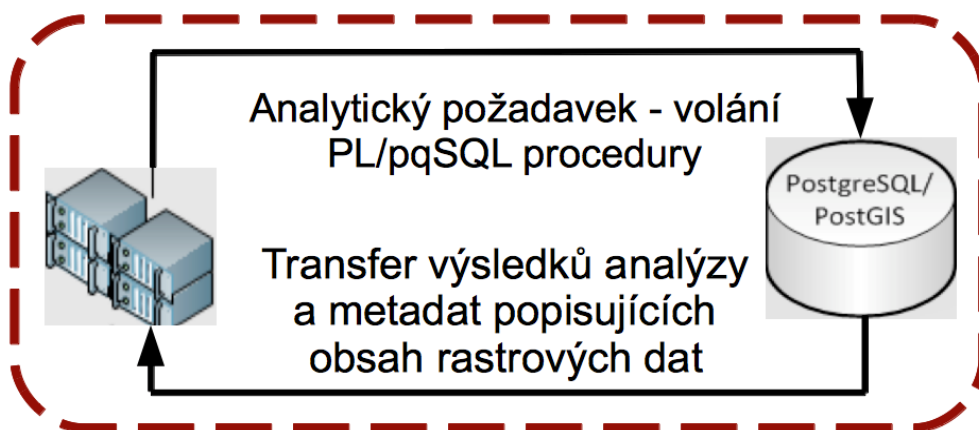 Analytický požadavek - volání
PL/pqSQL procedury
PostgreSQL/
PostGIS
Transfer výsledků analýzy
a metadat popisujících
obsah rastrových dat